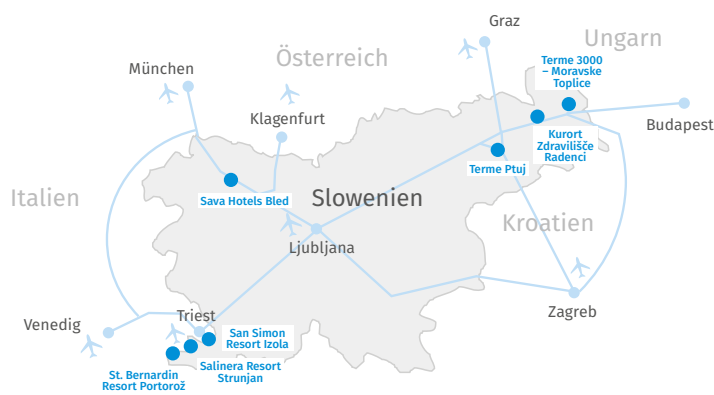 Graz
Österreich
Ungarn
München
Terme 3000
– Moravske
Toplice
Klagenfurt
Budapest
Kurort
Zdravilišče
Radenci
Terme Ptuj
Italien
Sava Hotels Bled
Slowenien
Kroatien
Ljubljana
Zagreb
Venedig
Triest
San Simon
Resort Izola
Salinera Resort
Strunjan
St. Bernardin
Resort Portorož